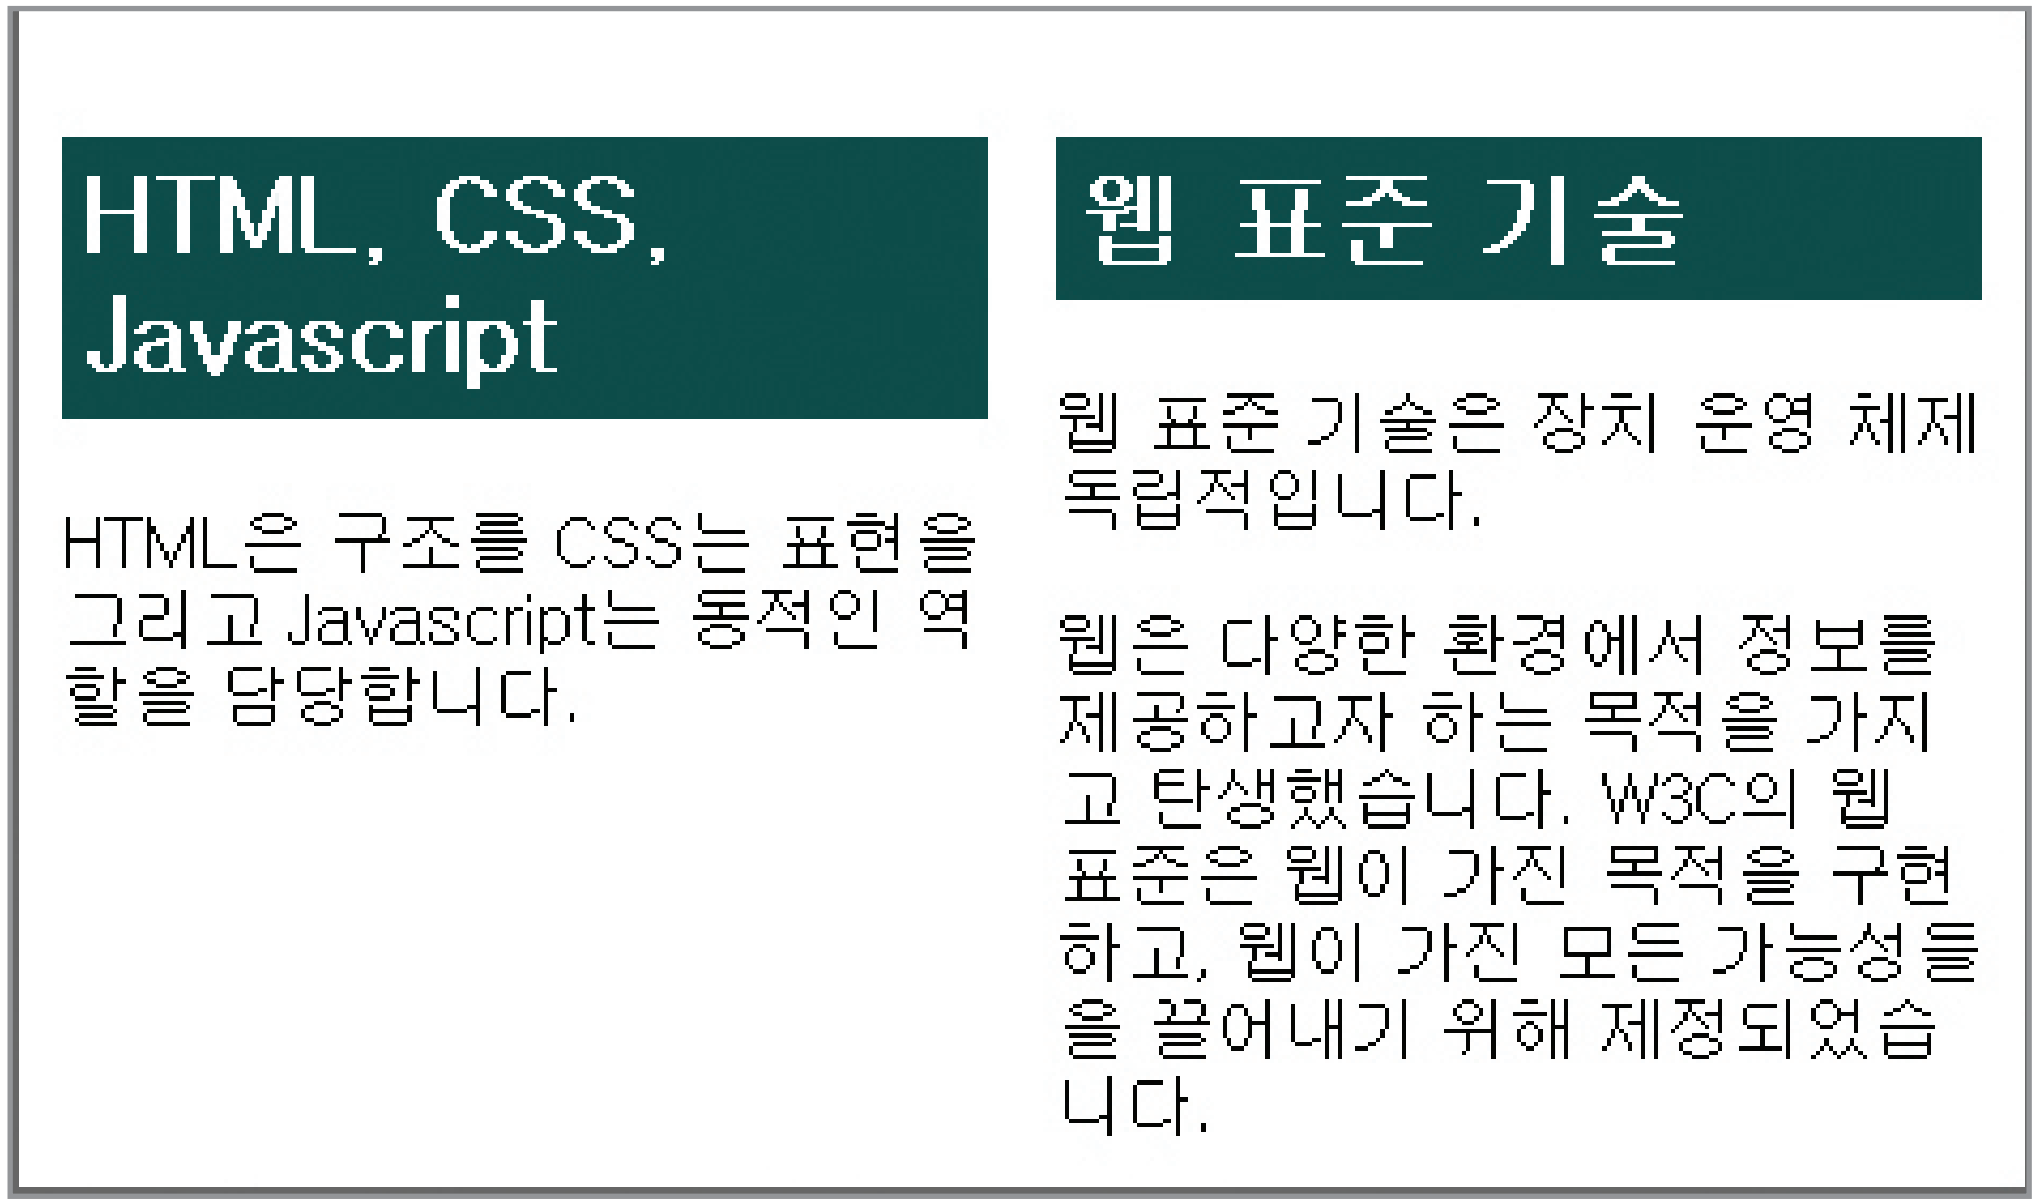 HTML, CSS,
Javascript
HTML은 구조를 CSS는 표현을
그리고 Javascript는 동적인 역
할을 담당합니다.
웹 표준 기술
웹 표준 기술은 장치 운영 체제
독립적입니다.
웹은 다양한 환경에서 정보를
제공하고자 하는 목적을 가지
고 탄생했습니다. W3C의 웹
표준은 웹이 가진 목적을 구현
하고, 웹이 가진 모든 가능성들
을 끌어내기 위해 제정되었습
니다.